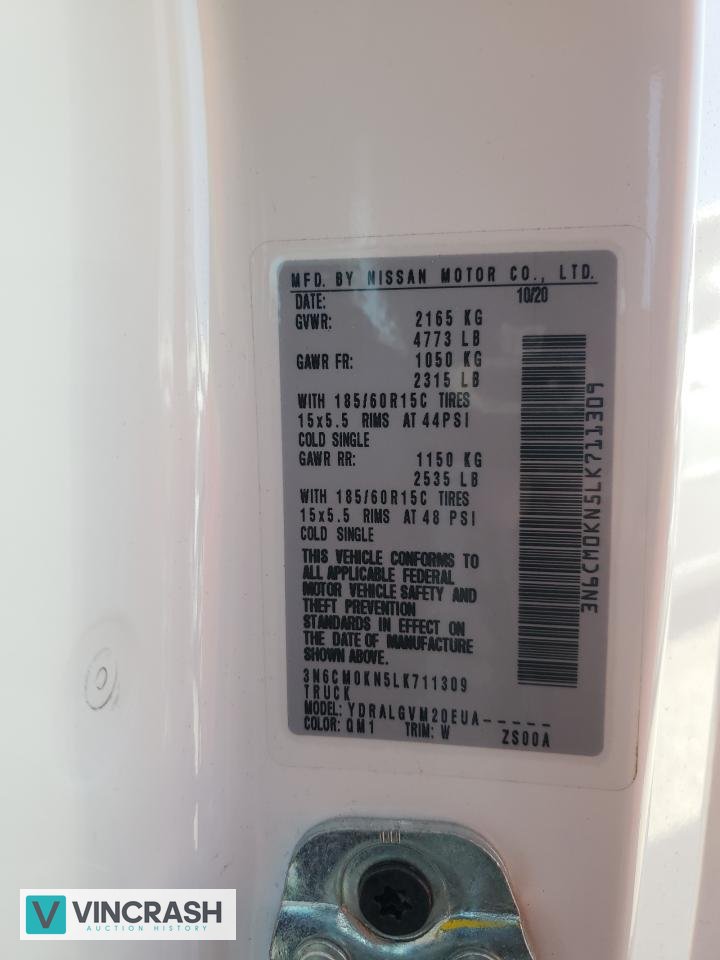 MFD. BY NISSAN MOTOR CO., LTD.
DATE: 10/20
GVWR: 2165 KG
4773 LB
GAWR FR: 1050 KG
2315 LB
WITH 185/60R15C TIRES
15x5.5 RIMS AT 44PSI
COLD SINGLE
GAWR RR: 1150 KG
2535 LB
WITH 185/60R15C TIRES
15x5.5 RIMS AT 48 PSI
COLD SINGLE
THIS VEHICLE CONFORMS TO
ALL APPLICABLE FEDERAL
MOTOR VEHICLE SAFETY AND
THEFT PREVENTION
STANDARDS IN EFFECT ON
THE DATE OF MANUFACTURE
SHOWN ABOVE.
3N6CM0KN5LK711309
TRUCK
MODEL: YDRALGVM20EUA-----
COLOR: QM1 TRIM: W ZS00A
3N6CM0KN5LK711309
V VINCRASH
AUCTION HISTORY